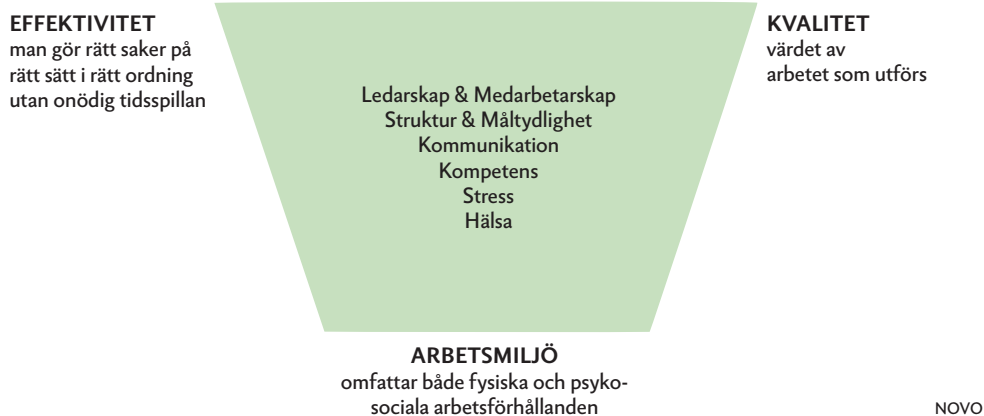 EFFEKTIVITET
man gör rätt saker på
rätt sätt i rätt ordning
utan onödig tidsspillan
KVALITET
värdet av
arbetet som utförs
Ledarskap & Medarbetarskap
Struktur & Måltydlighet
Kommunikation
Kompetens
Stress
Hälsa
ARBETSMILJÖ
omfattar både fysiska och psyko-
sociala arbetsförhållanden
NOVO